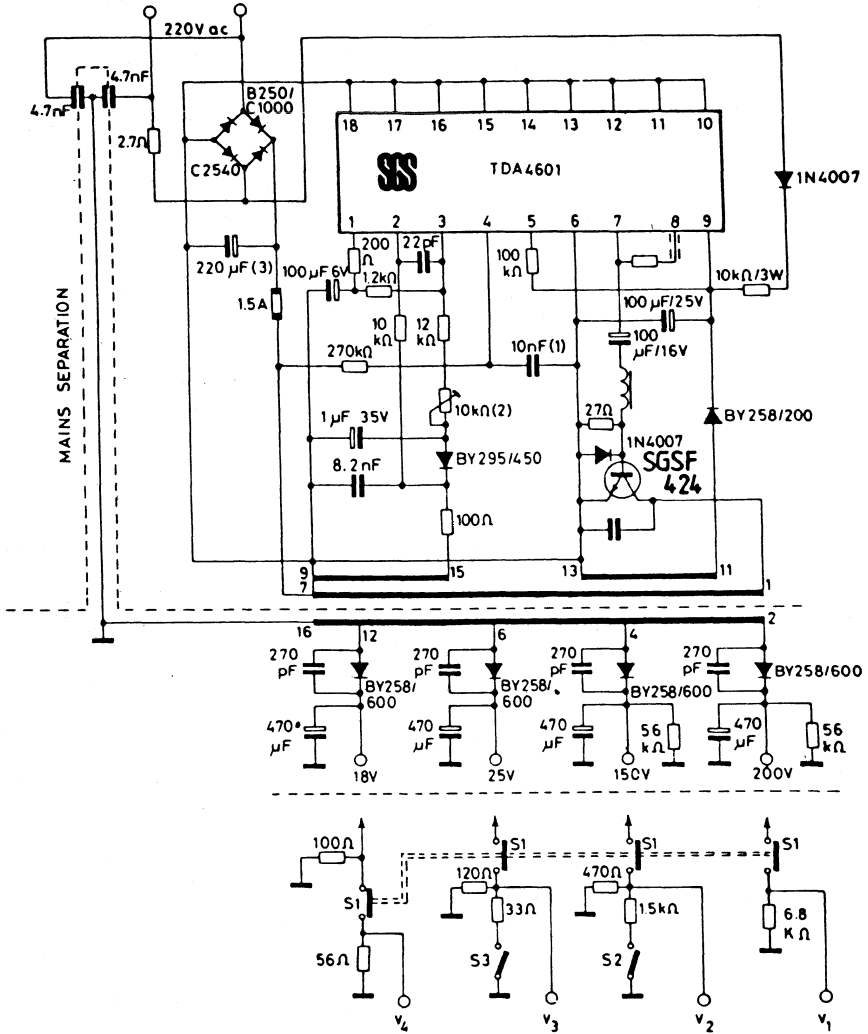 220V ac
4.7nF
4.7nF
B250/
C1000
2.7Ω
C2540
18 17 16 15 14 13 12 11 10
SGS
TDA4601
1N4007
1 2 3 4 5 6 7 8 9
22pF
200
Ω
100
kΩ
220 µF(3)
100µF6V
1.2kΩ
10kΩ/3W
1.5A
100 µF/25V
10
kΩ
12
kΩ
100
µF/16V
270kΩ
10nF(1)
MAINS SEPARATION
10kΩ(2)
27Ω
BY258/200
1µF 35V
1N4007
BY295/450
SGSF
424
8.2nF
100Ω
9 15 13 11
7 1
16 12 6 4 2
270
pF
270
pF
270
pF
270
pF
BY258/
600
BY258/
600
BY258/600
BY258/600
470
µF
470
µF
470
µF
56
kΩ
470
µF
56
kΩ
18V
25V
150V
200V
100Ω
S1
S1
S1
120Ω
470Ω
S1
33Ω
1.5kΩ
6.8
KΩ
56Ω
S3
S2
V4
V3
V2
V1